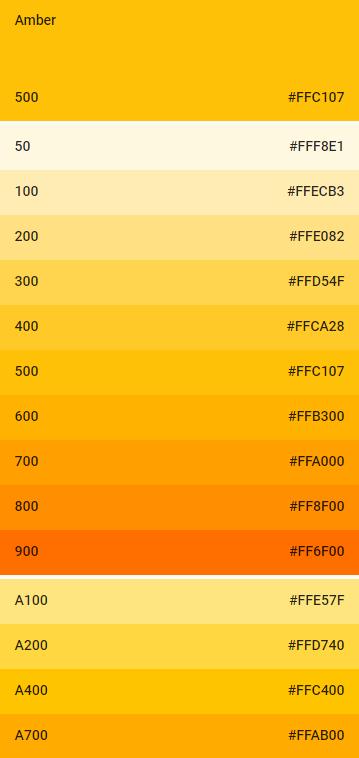 Amber
500 #FFC107
50 #FFF8E1
100 #FFECB3
200 #FFE082
300 #FFD54F
400 #FFCA28
500 #FFC107
600 #FFB300
700 #FFA000
800 #FF8F00
900 #FF6F00
A100 #FFE57F
A200 #FFD740
A400 #FFC400
A700 #FFAB00